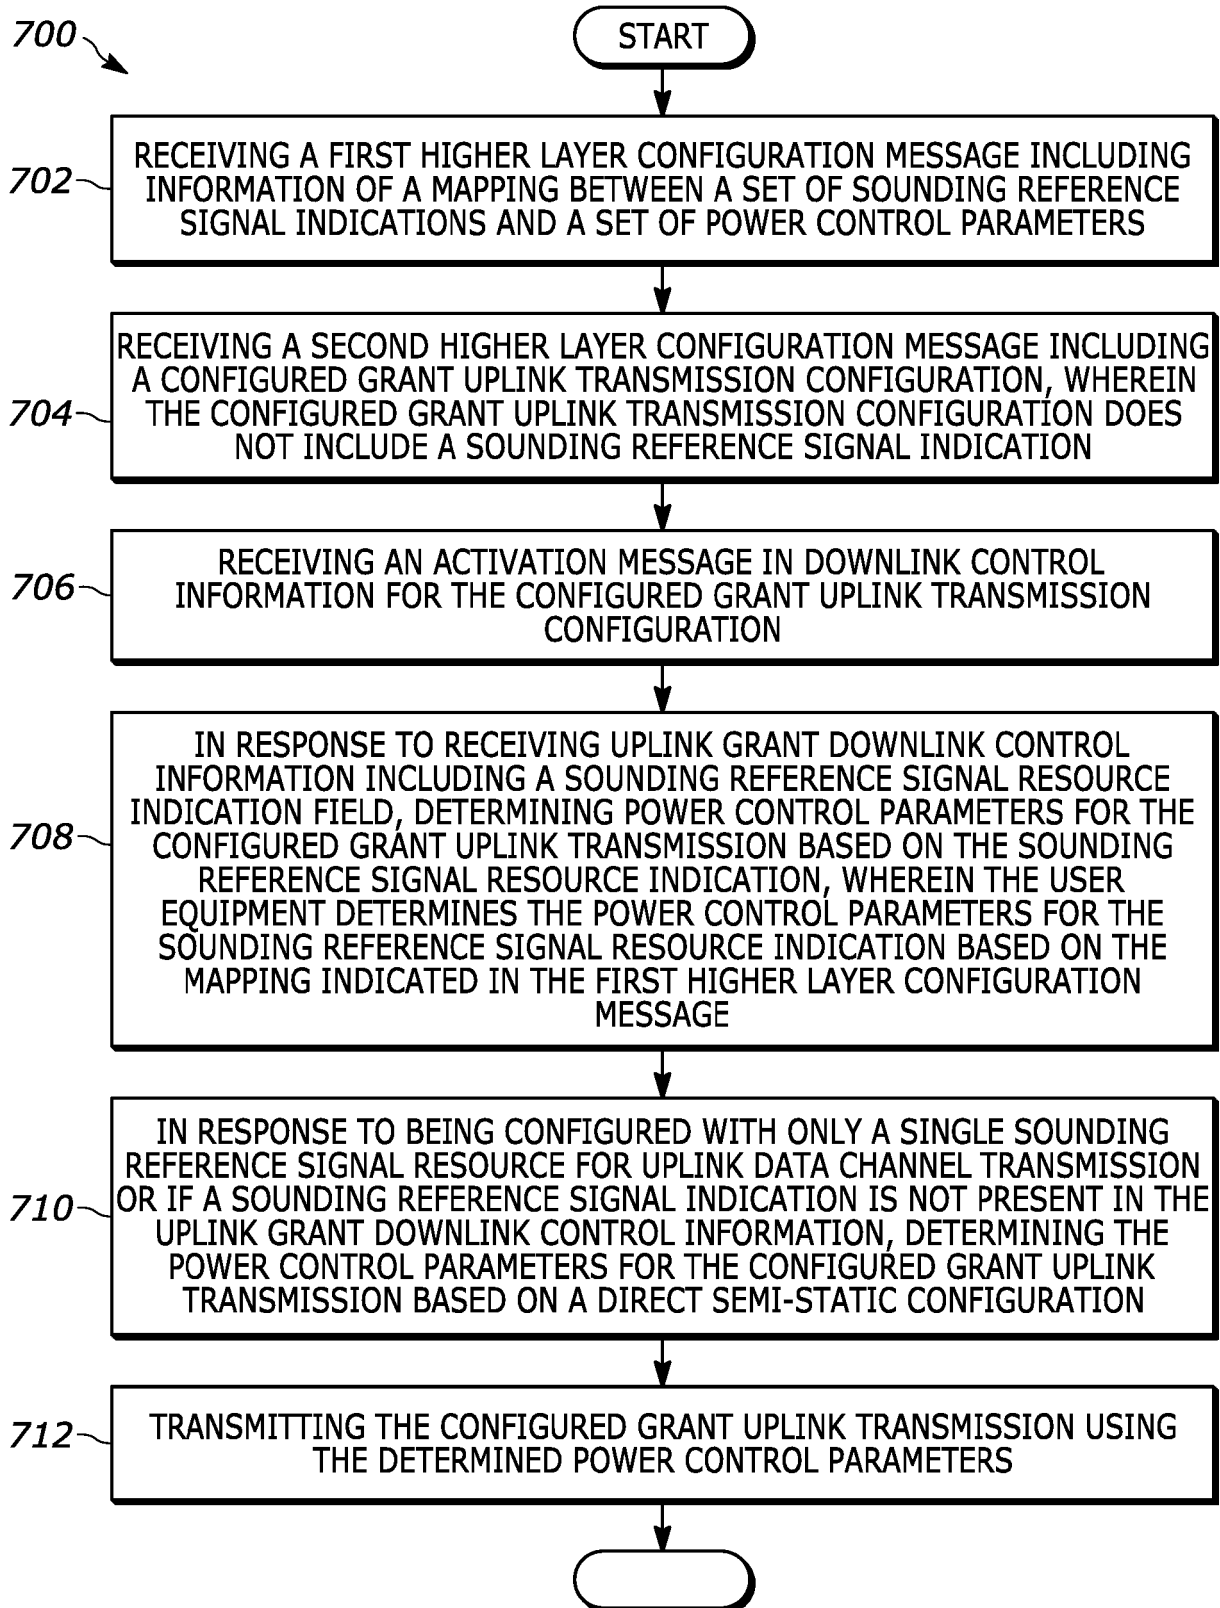 700
START
702
RECEIVING A FIRST HIGHER LAYER CONFIGURATION MESSAGE INCLUDING
INFORMATION OF A MAPPING BETWEEN A SET OF SOUNDING REFERENCE
SIGNAL INDICATIONS AND A SET OF POWER CONTROL PARAMETERS
704
RECEIVING A SECOND HIGHER LAYER CONFIGURATION MESSAGE INCLUDING
A CONFIGURED GRANT UPLINK TRANSMISSION CONFIGURATION, WHEREIN
THE CONFIGURED GRANT UPLINK TRANSMISSION CONFIGURATION DOES
NOT INCLUDE A SOUNDING REFERENCE SIGNAL INDICATION
706
RECEIVING AN ACTIVATION MESSAGE IN DOWNLINK CONTROL
INFORMATION FOR THE CONFIGURED GRANT UPLINK TRANSMISSION
CONFIGURATION
708
IN RESPONSE TO RECEIVING UPLINK GRANT DOWNLINK CONTROL
INFORMATION INCLUDING A SOUNDING REFERENCE SIGNAL RESOURCE
INDICATION FIELD, DETERMINING POWER CONTROL PARAMETERS FOR THE
CONFIGURED GRANT UPLINK TRANSMISSION BASED ON THE SOUNDING
REFERENCE SIGNAL RESOURCE INDICATION, WHEREIN THE USER
EQUIPMENT DETERMINES THE POWER CONTROL PARAMETERS FOR THE
SOUNDING REFERENCE SIGNAL RESOURCE INDICATION BASED ON THE
MAPPING INDICATED IN THE FIRST HIGHER LAYER CONFIGURATION
MESSAGE
710
IN RESPONSE TO BEING CONFIGURED WITH ONLY A SINGLE SOUNDING
REFERENCE SIGNAL RESOURCE FOR UPLINK DATA CHANNEL TRANSMISSION
OR IF A SOUNDING REFERENCE SIGNAL INDICATION IS NOT PRESENT IN THE
UPLINK GRANT DOWNLINK CONTROL INFORMATION, DETERMINING THE
POWER CONTROL PARAMETERS FOR THE CONFIGURED GRANT UPLINK
TRANSMISSION BASED ON A DIRECT SEMI-STATIC CONFIGURATION
712
TRANSMITTING THE CONFIGURED GRANT UPLINK TRANSMISSION USING
THE DETERMINED POWER CONTROL PARAMETERS